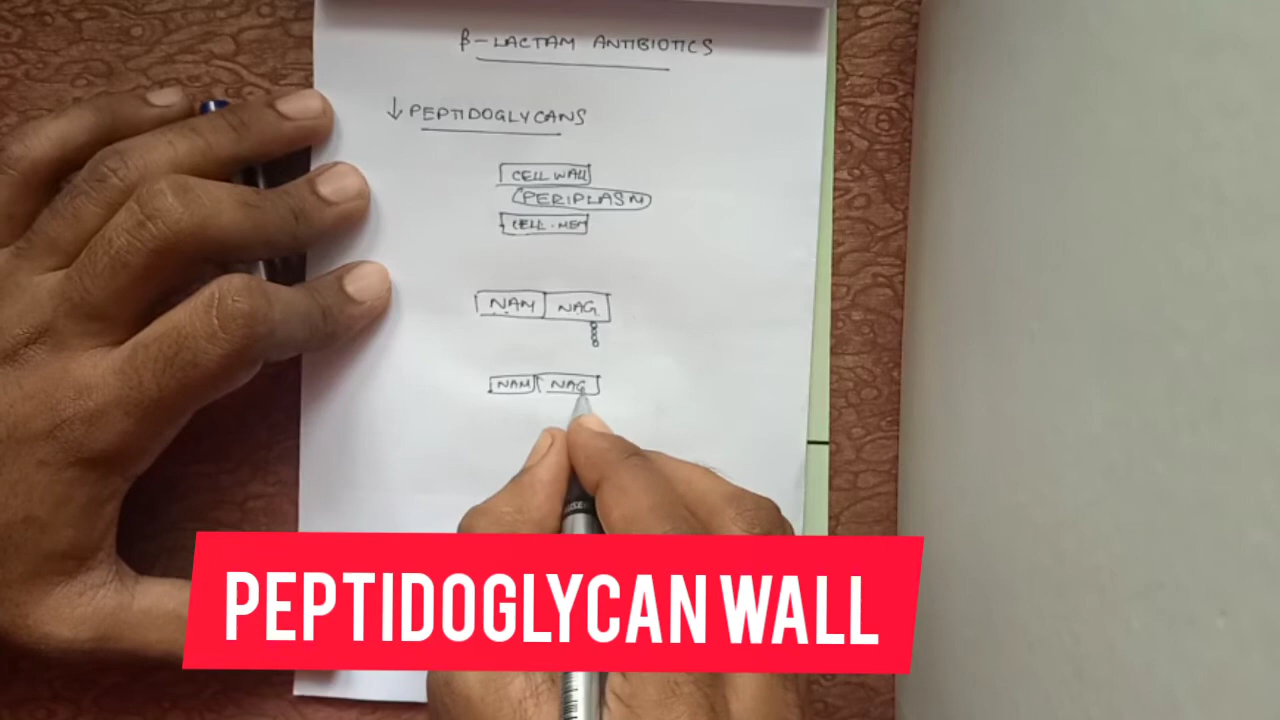 β-LACTAM ANTIBIOTICS
↓ PEPTIDOGLYCANS
CELL WALL
PERIPLASM
CELL.MEM
NAM NAG
NAM NAG
PEPTIDOGLYCAN WALL